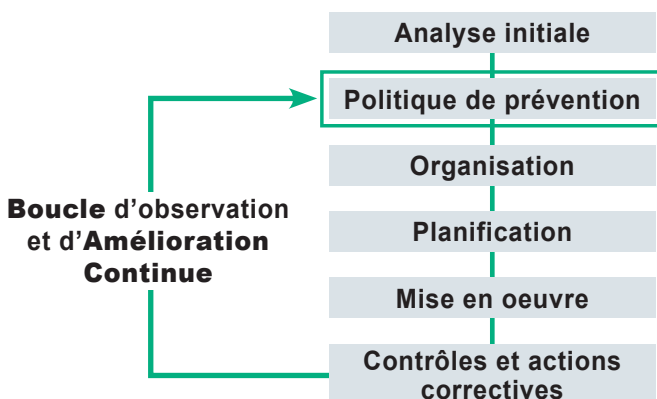 Analyse initiale
Politique de prévention
Organisation
Planification
Mise en oeuvre
Contrôles et actions
correctives
Boucle d'observation
et d'Amélioration
Continue